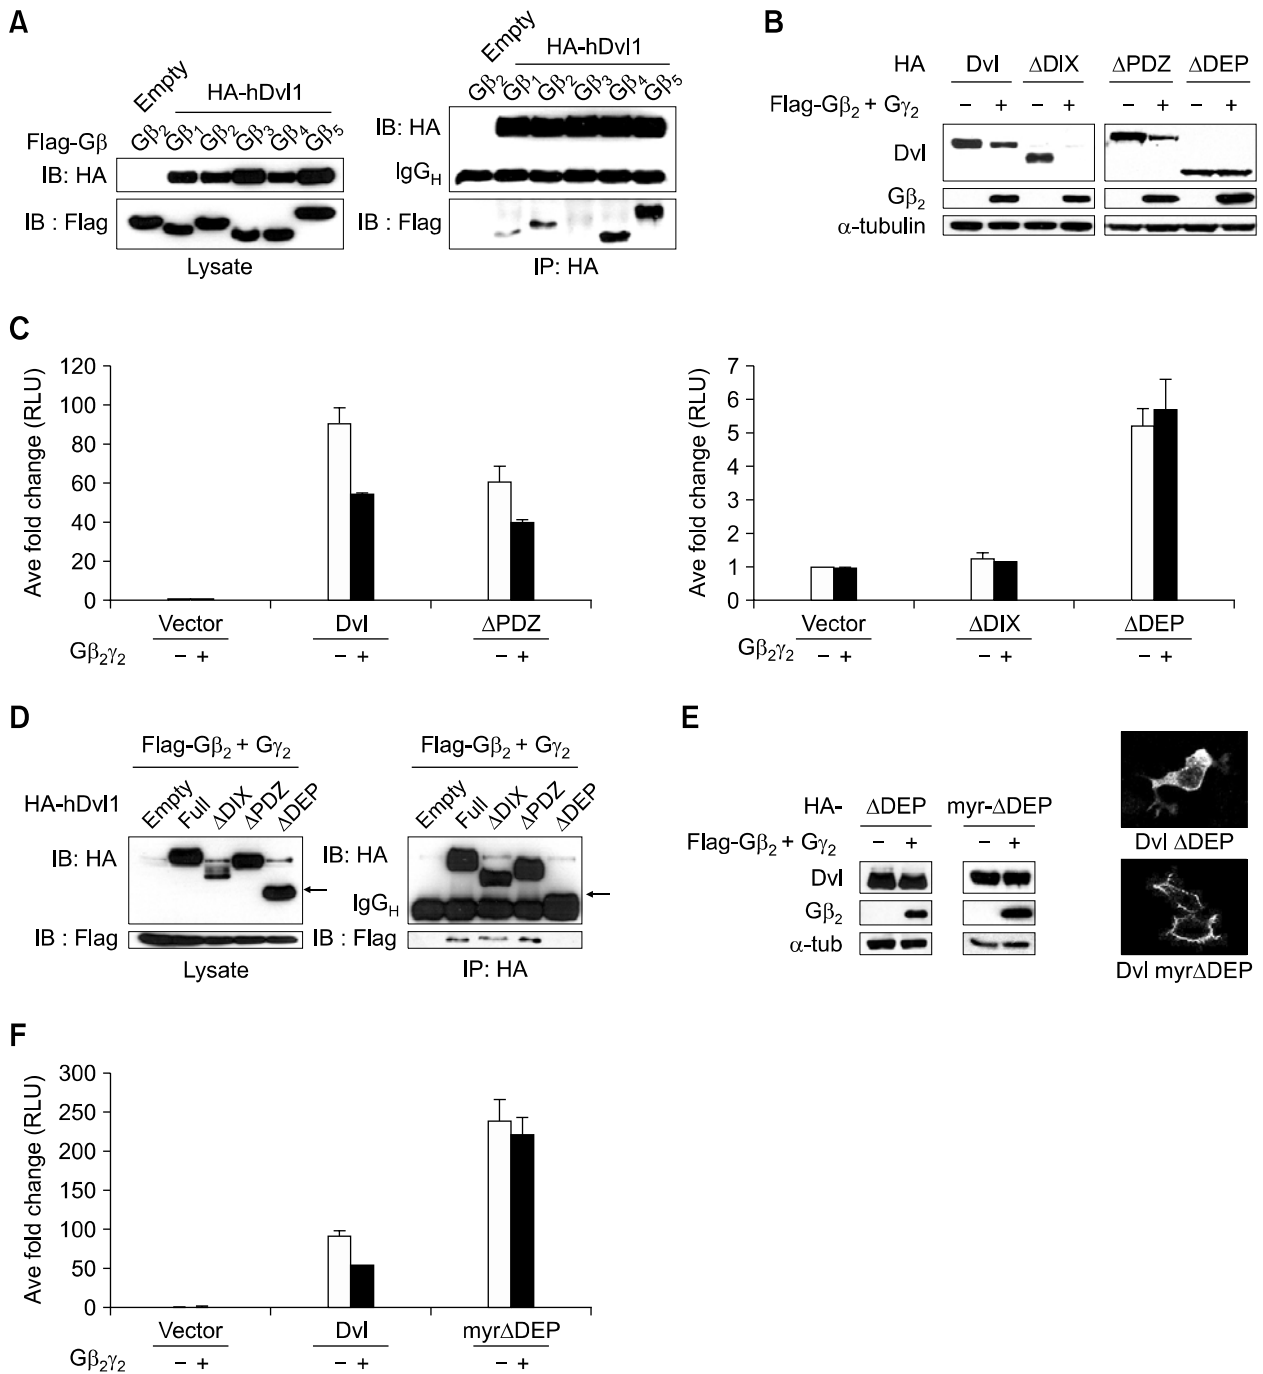 A
Empty
HA-hDvl1
Flag-Gβ
Gβ2 Gβ1 Gβ2 Gβ3 Gβ4 Gβ5
IB: HA
IB : Flag
Lysate
Empty
HA-hDvl1
Gβ2 Gβ1 Gβ2 Gβ3 Gβ4 Gβ5
IB: HA
IgGH
IB : Flag
IP: HA
B
HA Dvl ΔDIX ΔPDZ ΔDEP
Flag-Gβ2 + Gγ2 − + − + − + − +
Dvl
Gβ2
α-tubulin
C
Ave fold change (RLU)
120
100
80
60
40
20
0
Vector Dvl ΔPDZ
Gβ2γ2 − + − + − +
Ave fold change (RLU)
7
6
5
4
3
2
1
0
Vector ΔDIX ΔDEP
Gβ2γ2 − + − + − +
D
Flag-Gβ2 + Gγ2
HA-hDvl1
Empty Full ΔDIX ΔPDZ ΔDEP
IB: HA
IB : Flag
Lysate
Flag-Gβ2 + Gγ2
Empty Full ΔDIX ΔPDZ ΔDEP
IB: HA
IgGH
IB : Flag
IP: HA
E
HA- ΔDEP myr-ΔDEP
Flag-Gβ2 + Gγ2 − + − +
Dvl
Gβ2
α-tub
Dvl ΔDEP
Dvl myrΔDEP
F
Ave fold change (RLU)
300
250
200
150
100
50
0
Vector Dvl myrΔDEP
Gβ2γ2 − + − + − +